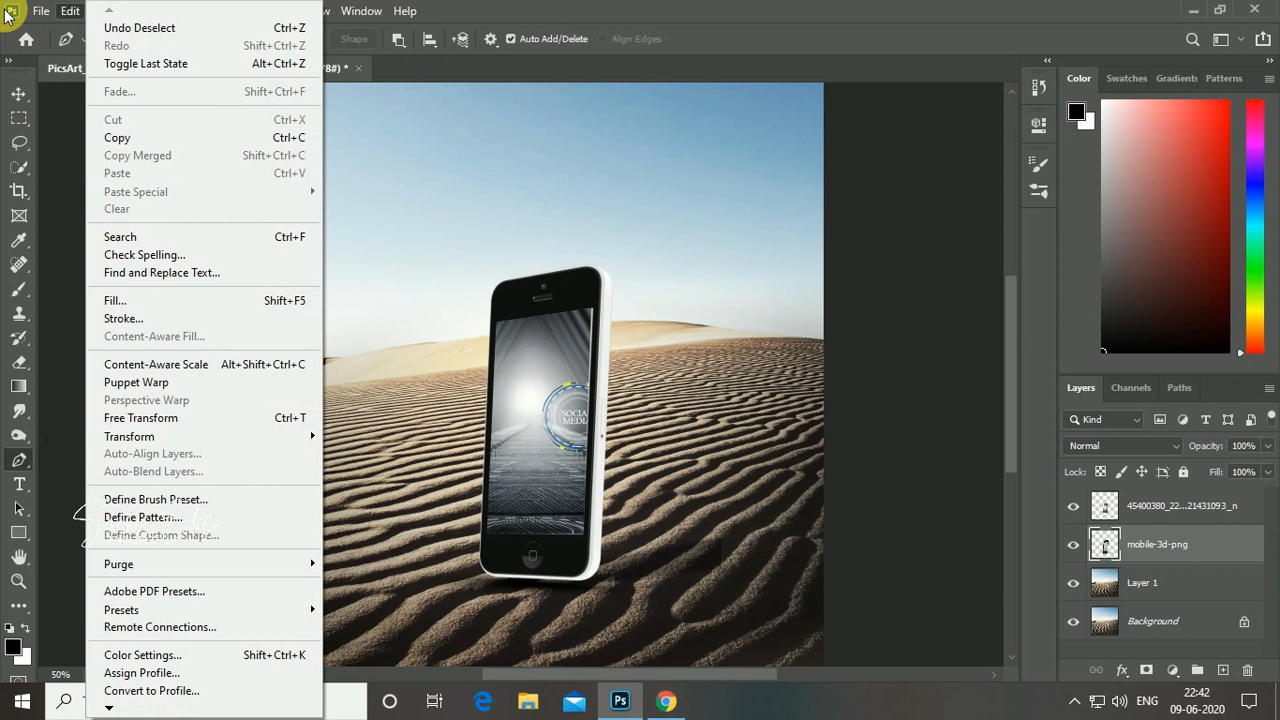 Ps File Edit Window Help
Shape Auto Add/Delete Align Edges
PicsArt_ /8#) *
Undo Deselect Ctrl+Z
Redo Shift+Ctrl+Z
Toggle Last State Alt+Ctrl+Z
Fade... Shift+Ctrl+F
Cut Ctrl+X
Copy Ctrl+C
Copy Merged Shift+Ctrl+C
Paste Ctrl+V
Paste Special
Clear
Search Ctrl+F
Check Spelling...
Find and Replace Text...
Fill... Shift+F5
Stroke...
Content-Aware Fill...
Content-Aware Scale Alt+Shift+Ctrl+C
Puppet Warp
Perspective Warp
Free Transform Ctrl+T
Transform
Auto-Align Layers...
Auto-Blend Layers...
Define Brush Preset...
Define Pattern...
Define Custom Shape...
Purge
Adobe PDF Presets...
Presets
Remote Connections...
Color Settings... Shift+Ctrl+K
Assign Profile...
Convert to Profile...
SOCIAL
MEDIA
Color Swatches Gradients Patterns
Layers Channels Paths
Kind
Normal Opacity: 100%
Lock: Fill: 100%
45400380_22...21431093_n
mobile-3d-png
Layer 1
Background
50%
Ps
ENG
22:42
09-06-2020